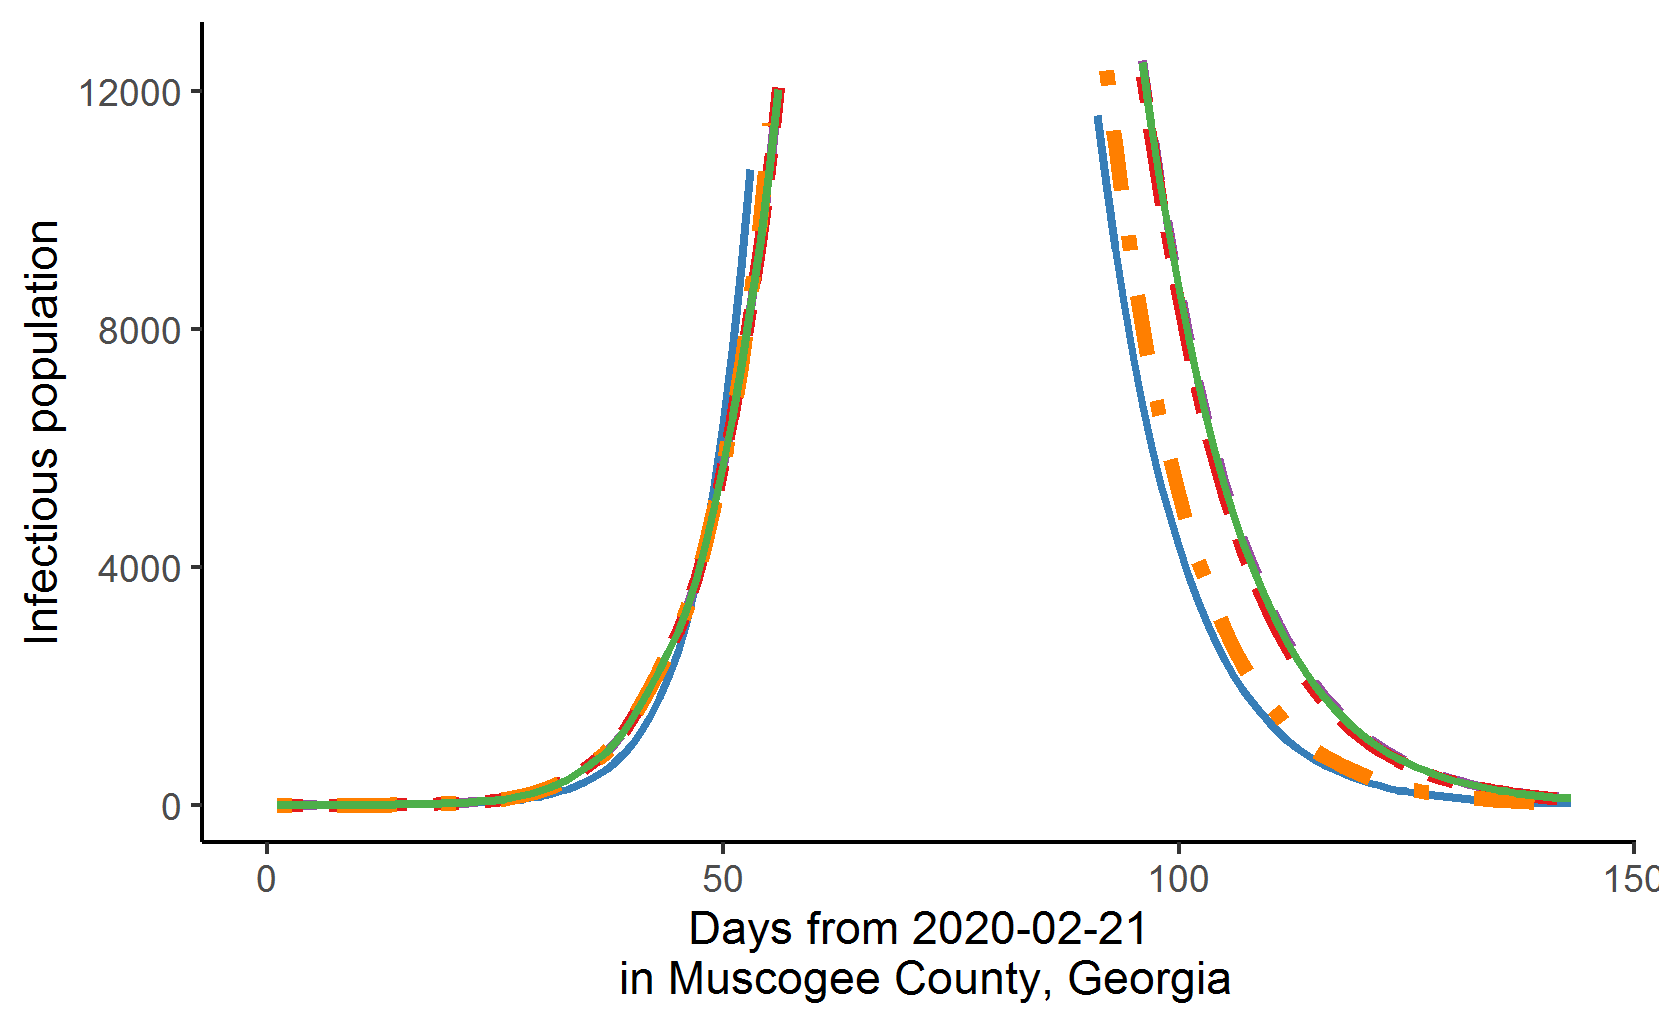 Infectious population
12000
8000
4000
0
0 50 100 150
Days from 2020-02-21
in Muscogee County, Georgia